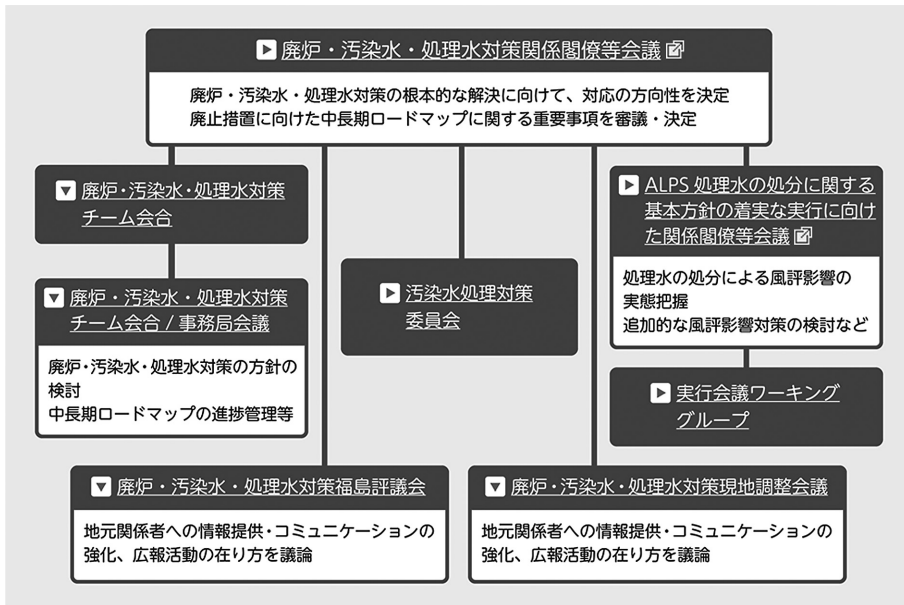 廃炉・汚染水・処理水対策関係閣僚等会議
廃炉・汚染水・処理水対策の根本的な解決に向けて、対応の方向性を決定
廃止措置に向けた中長期ロードマップに関する重要事項を審議・決定
廃炉・汚染水・処理水対策
チーム会合
廃炉・汚染水・処理水対策
チーム会合 / 事務局会議
廃炉・汚染水・処理水対策の方針の
検討
中長期ロードマップの進捗管理等
汚染水処理対策
委員会
ALPS 処理水の処分に関する
基本方針の着実な実行に向け
た関係閣僚等会議
処理水の処分による風評影響の
実態把握
追加的な風評影響対策の検討など
実行会議ワーキング
グループ
廃炉・汚染水・処理水対策福島評議会
地元関係者への情報提供・コミュニケーションの
強化、広報活動の在り方を議論
廃炉・汚染水・処理水対策現地調整会議
地元関係者への情報提供・コミュニケーションの
強化、広報活動の在り方を議論